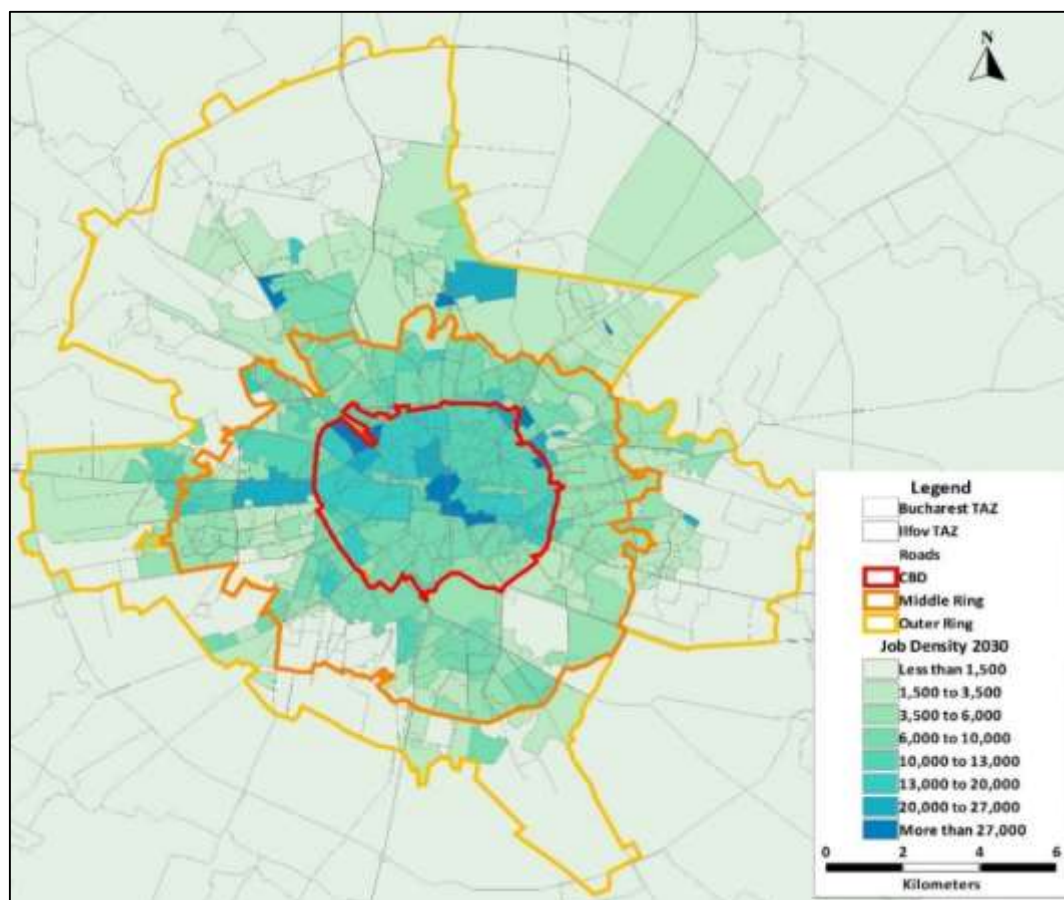 N
Legend
Bucharest TAZ
Ilfov TAZ
Roads
CBD
Middle Ring
Outer Ring
Job Density 2030
Less than 1,500
1,500 to 3,500
3,500 to 6,000
6,000 to 10,000
10,000 to 13,000
13,000 to 20,000
20,000 to 27,000
More than 27,000
0 2 4 6
Kilometers